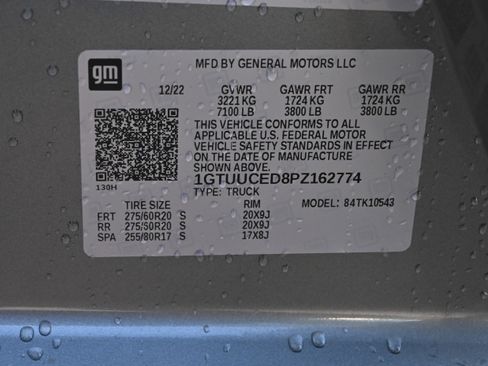 gm
MFD BY GENERAL MOTORS LLC
12/22 GVWR GAWR FRT GAWR RR
3221 KG 1724 KG 1724 KG
7100 LB 3800 LB 3800 LB
THIS VEHICLE CONFORMS TO ALL
APPLICABLE U.S. FEDERAL MOTOR
VEHICLE SAFETY STANDARDS IN EFFECT
ON THE DATE OF MANUFACTURE
SHOWN ABOVE.
130H
1GTUUCED8PZ162774
TYPE: TRUCK MODEL: 84TK10543
TIRE SIZE RIM
FRT 275/60R20 S 20X9J
RR 275/60R20 S 20X9J
SPA 255/80R17 S 17X8J